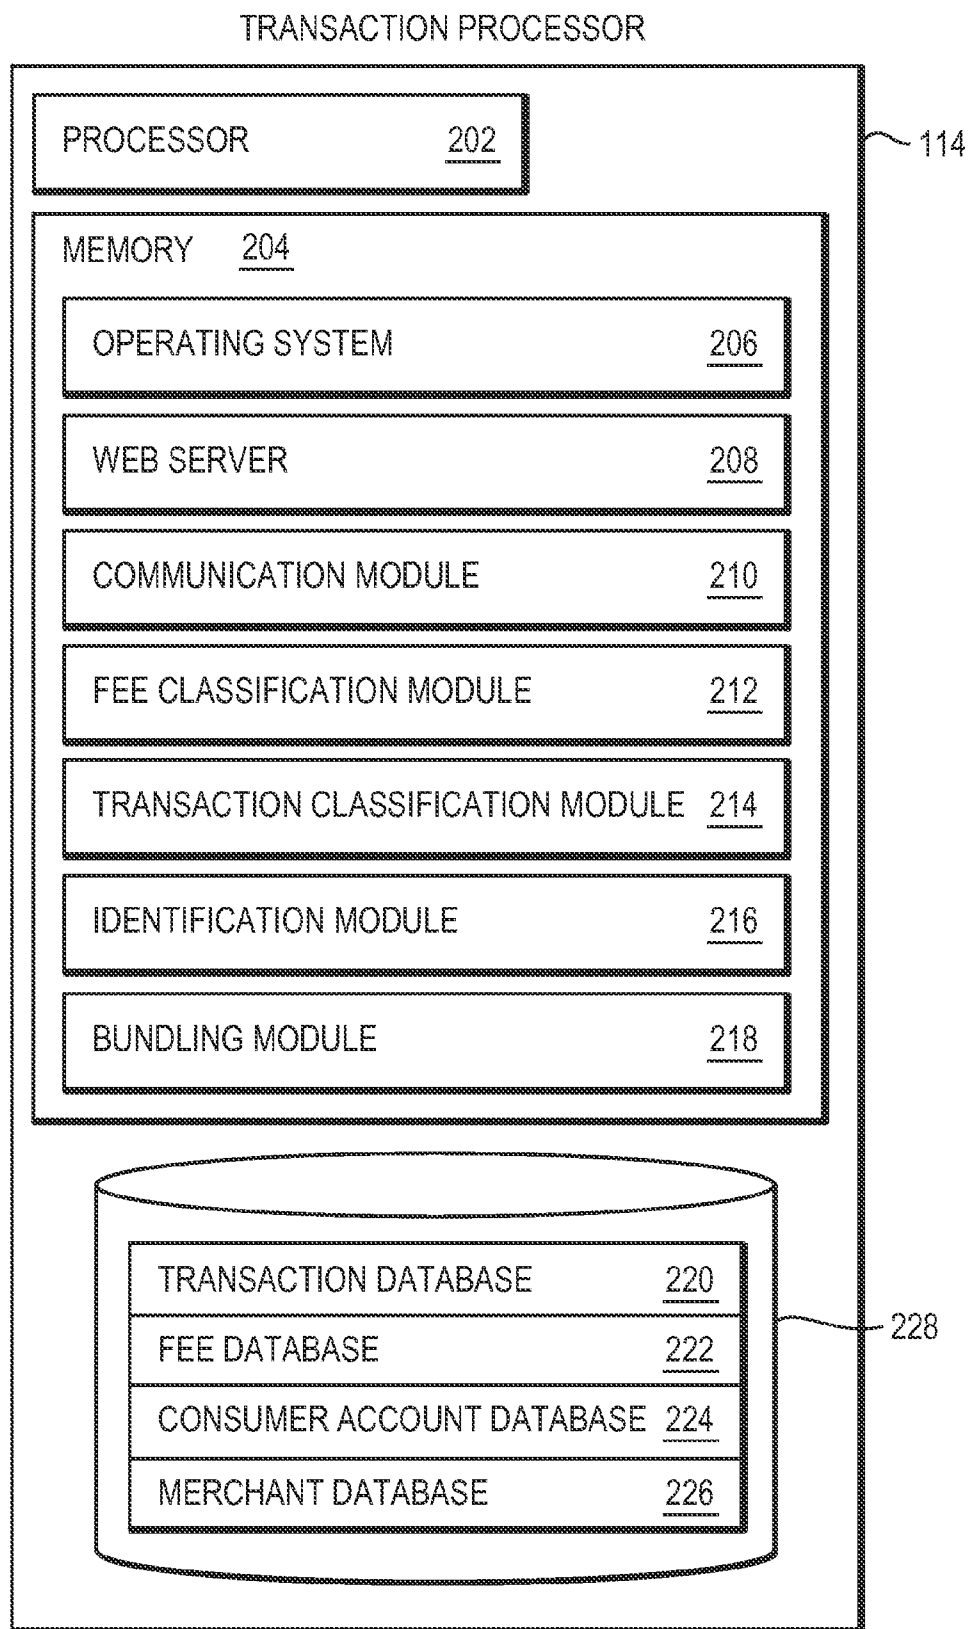 TRANSACTION PROCESSOR
PROCESSOR 202
114
MEMORY 204
OPERATING SYSTEM 206
WEB SERVER 208
COMMUNICATION MODULE 210
FEE CLASSIFICATION MODULE 212
TRANSACTION CLASSIFICATION MODULE 214
IDENTIFICATION MODULE 216
BUNDLING MODULE 218
TRANSACTION DATABASE 220
FEE DATABASE 222
228
CONSUMER ACCOUNT DATABASE 224
MERCHANT DATABASE 226